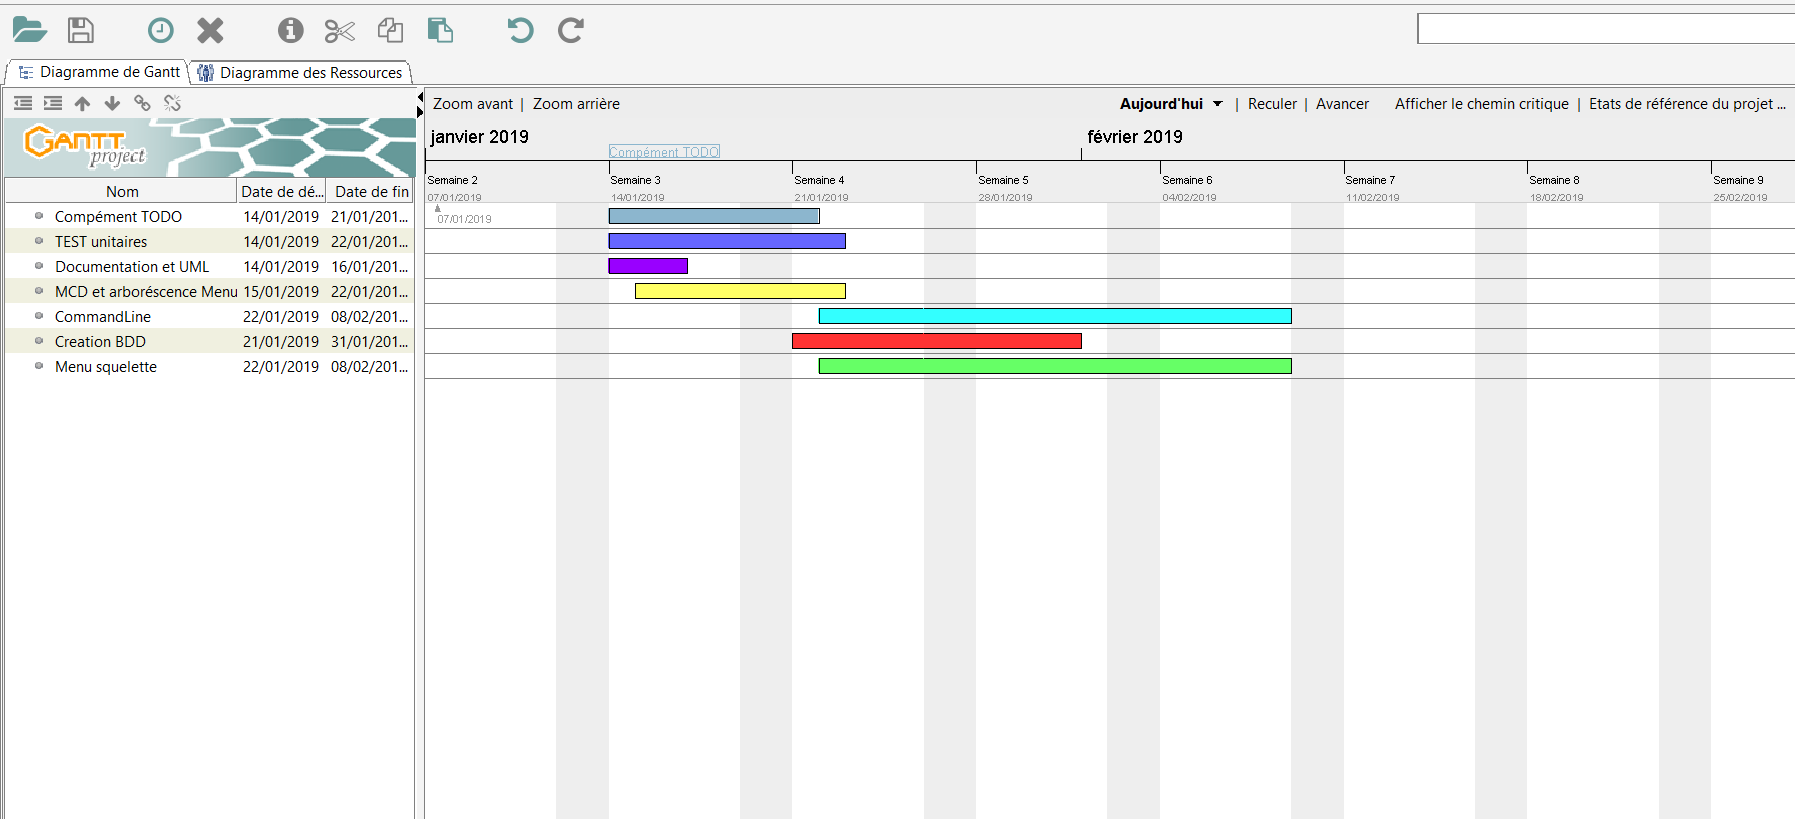 Diagramme de Gantt Diagramme des Ressources
Zoom avant | Zoom arrière Aujourd'hui | Reculer | Avancer Afficher le chemin critique | Etats de référence du projet ...
GANTT project
janvier 2019 février 2019
Compément TODO
Semaine 2 Semaine 3 Semaine 4 Semaine 5 Semaine 6 Semaine 7 Semaine 8 Semaine 9
07/01/2019 14/01/2019 21/01/2019 28/01/2019 04/02/2019 11/02/2019 18/02/2019 25/02/2019
Nom Date de dé... Date de fin
Compément TODO 14/01/2019 21/01/201...
07/01/2019
TEST unitaires 14/01/2019 22/01/201...
Documentation et UML 14/01/2019 16/01/201...
MCD et arboréscence Menu 15/01/2019 22/01/201...
CommandLine 22/01/2019 08/02/201...
Creation BDD 21/01/2019 31/01/201...
Menu squelette 22/01/2019 08/02/201...